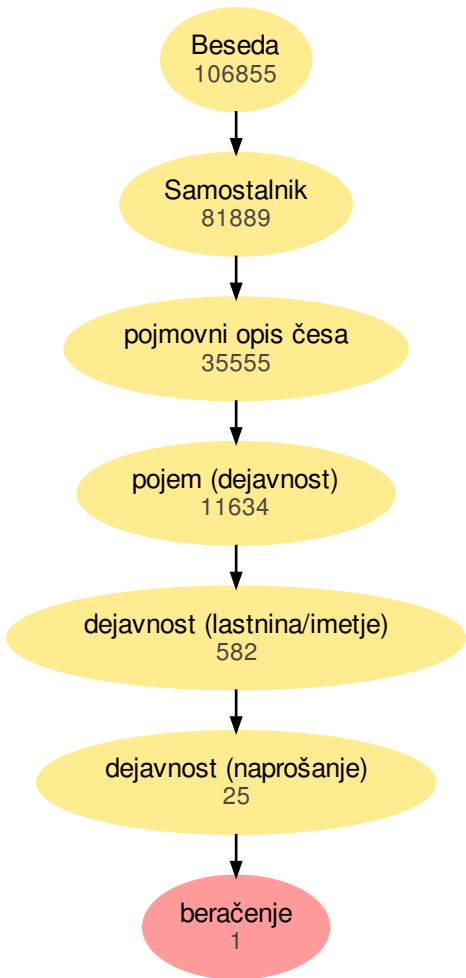 Beseda
106855
Samostalnik
81889
pojmovni opis česa
35555
pojem (dejavnost)
11634
dejavnost (lastnina/imetje)
582
dejavnost (naprošanje)
25
beračenje
1